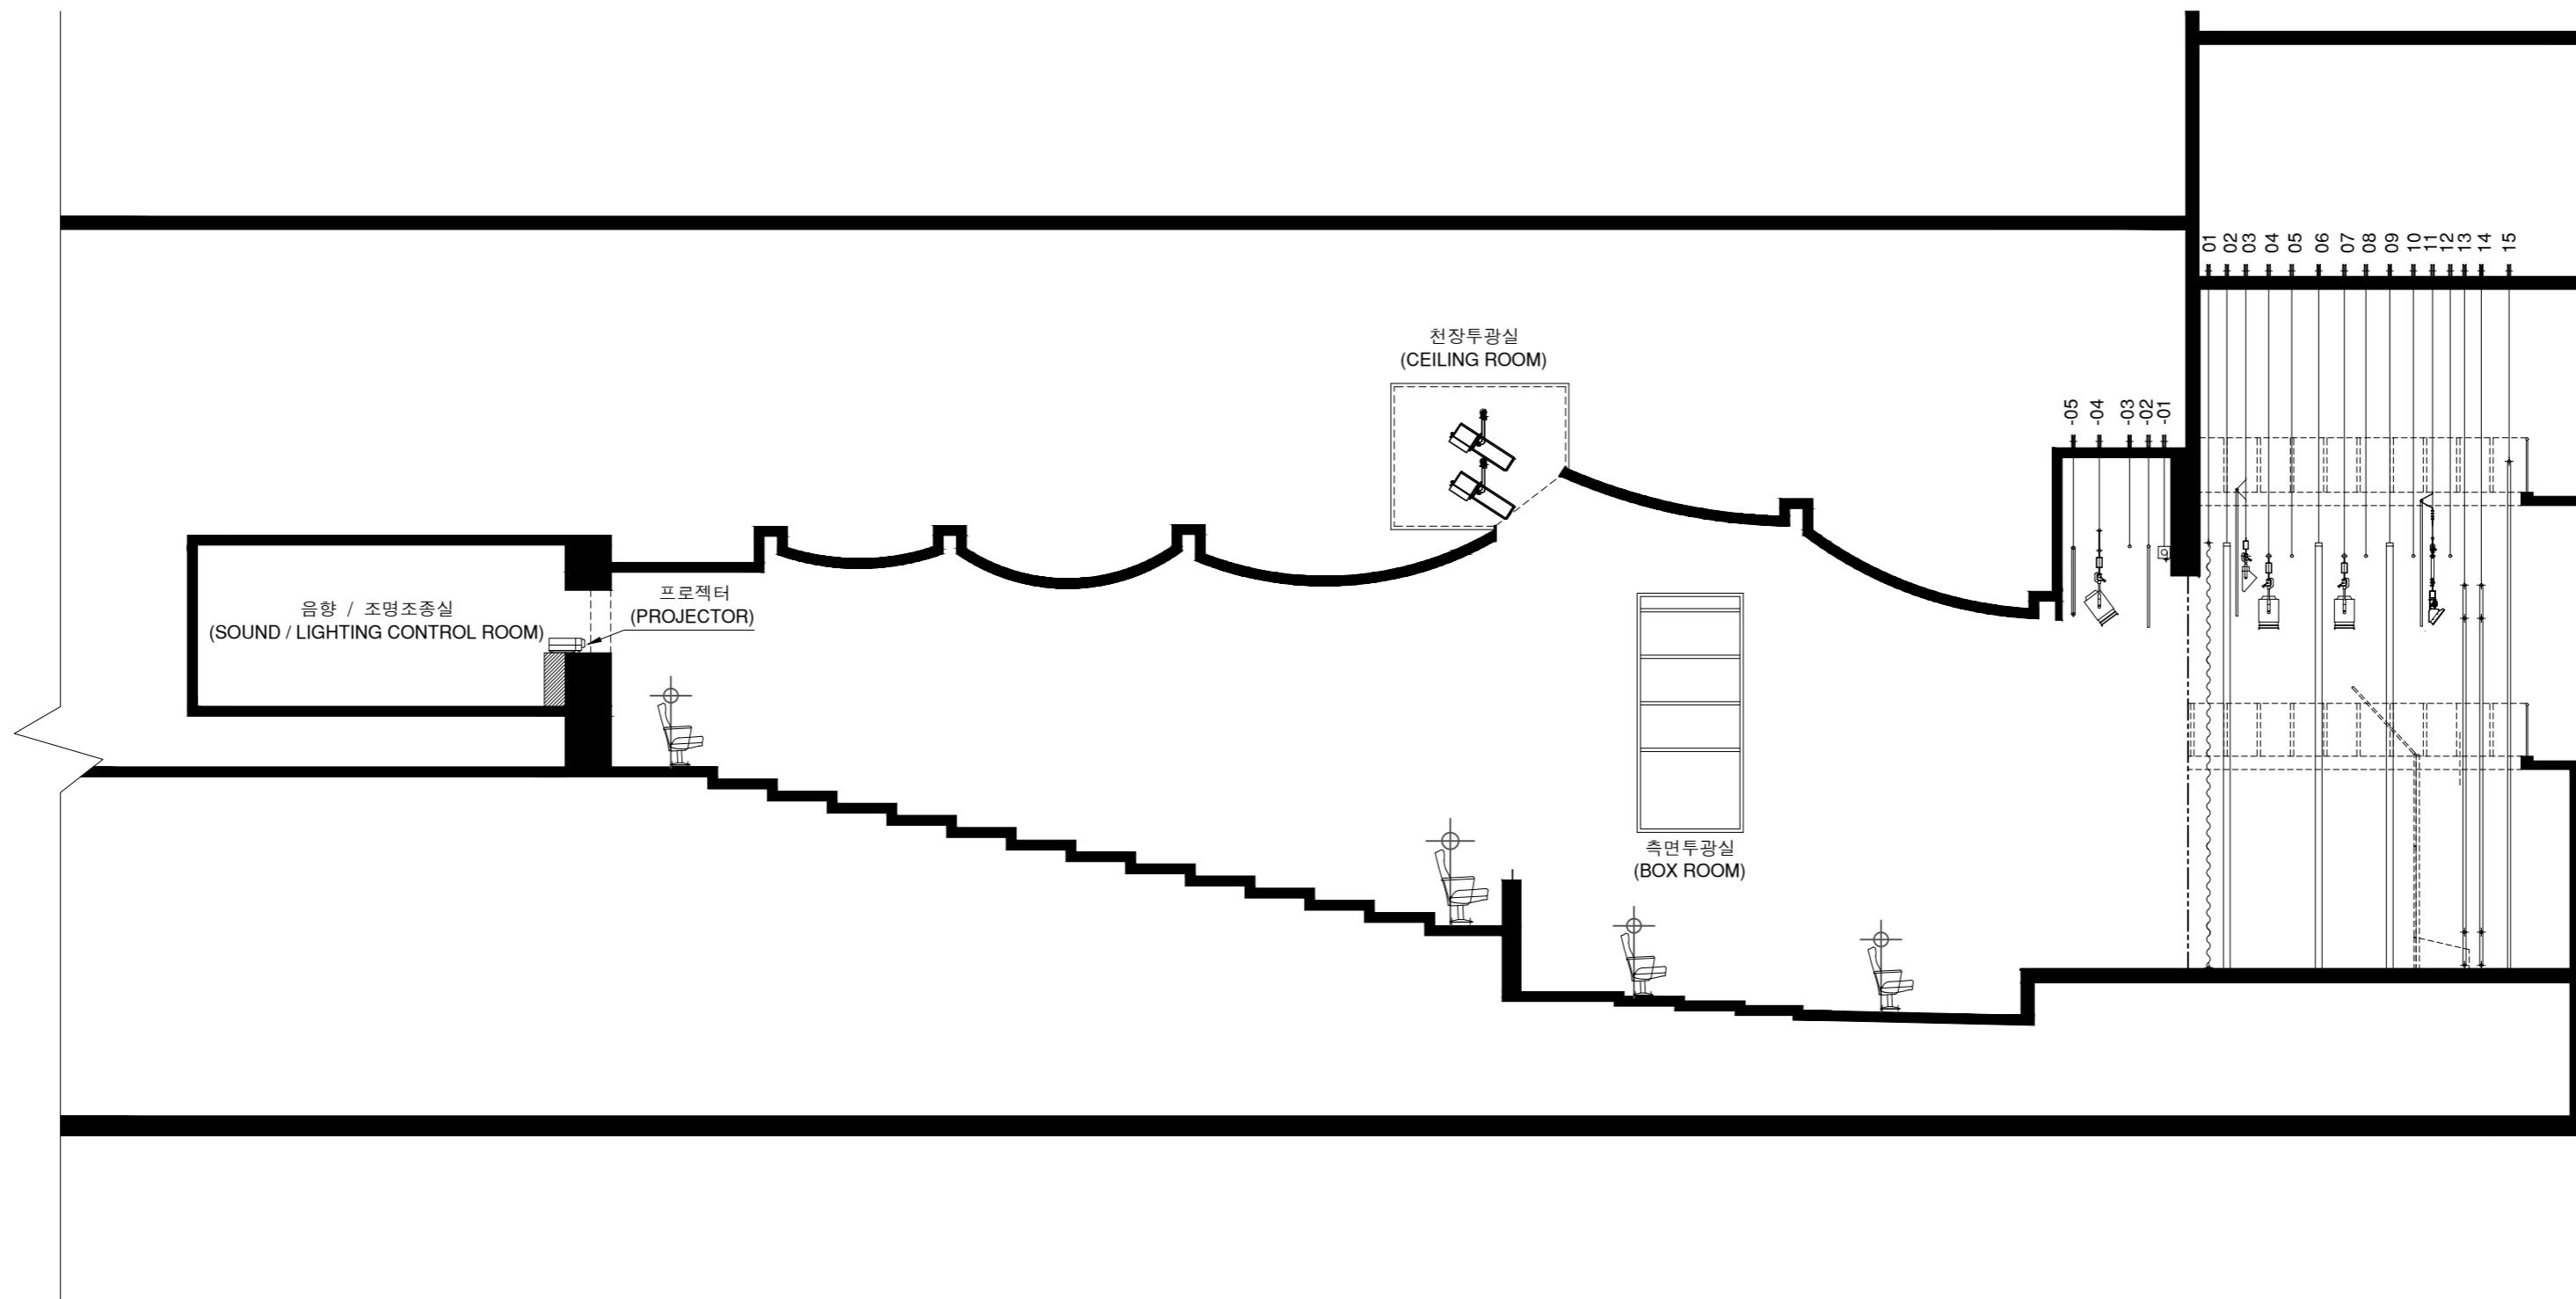 01 02 03 04 05 06 07 08 09 10 11 12 13 14 15
천장투광실
(CEILING ROOM)
-05 -04 -03 -02 -01
프로젝터
(PROJECTOR)
음향 / 조명조종실
(SOUND / LIGHTING CONTROL ROOM)
측면투광실
(BOX ROOM)